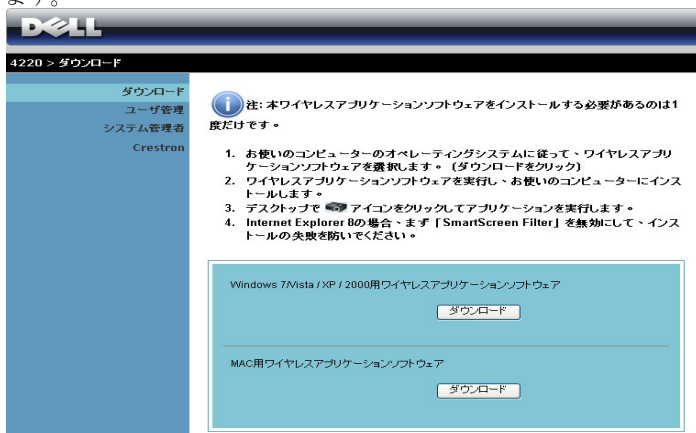 ます。
DELL
4220 > ダウンロード
ダウンロード
ユーザ管理
システム管理者
Crestron
注: 本ワイヤレスアプリケーションソフトウェアをインストールする必要があるのは1
度だけです。
1. お使いのコンピューターのオペレーティングシステムに従って、ワイヤレスアプリ
ケーションソフトウェアを選択します。(ダウンロードをクリック)
2. ワイヤレスアプリケーションソフトウェアを実行し、お使いのコンピューターにインス
トールします。
3. デスクトップで アイコンをクリックしてアプリケーションを実行します。
4. Internet Explorer 8の場合、まず「SmartScreen Filter」を無効にして、インス
トールの失敗を防いでください。
Windows 7/Vista / XP / 2000用ワイヤレスアプリケーションソフトウェア
ダウンロード
MAC用ワイヤレスアプリケーションソフトウェア
ダウンロード